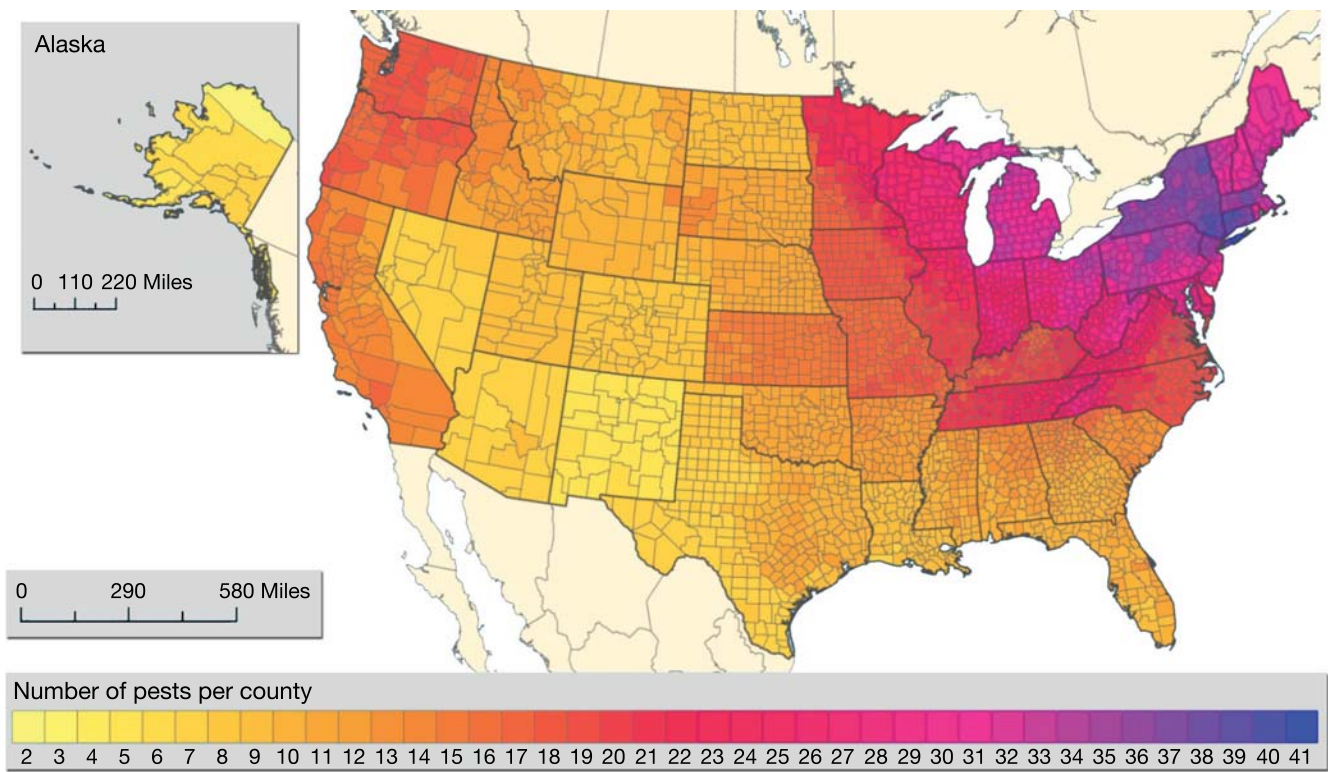 Alaska
0 110 220 Miles
0 290 580 Miles
Number of pests per county
2 3 4 5 6 7 8 9 10 11 12 13 14 15 16 17 18 19 20 21 22 23 24 25 26 27 28 29 30 31 32 33 34 35 36 37 38 39 40 41